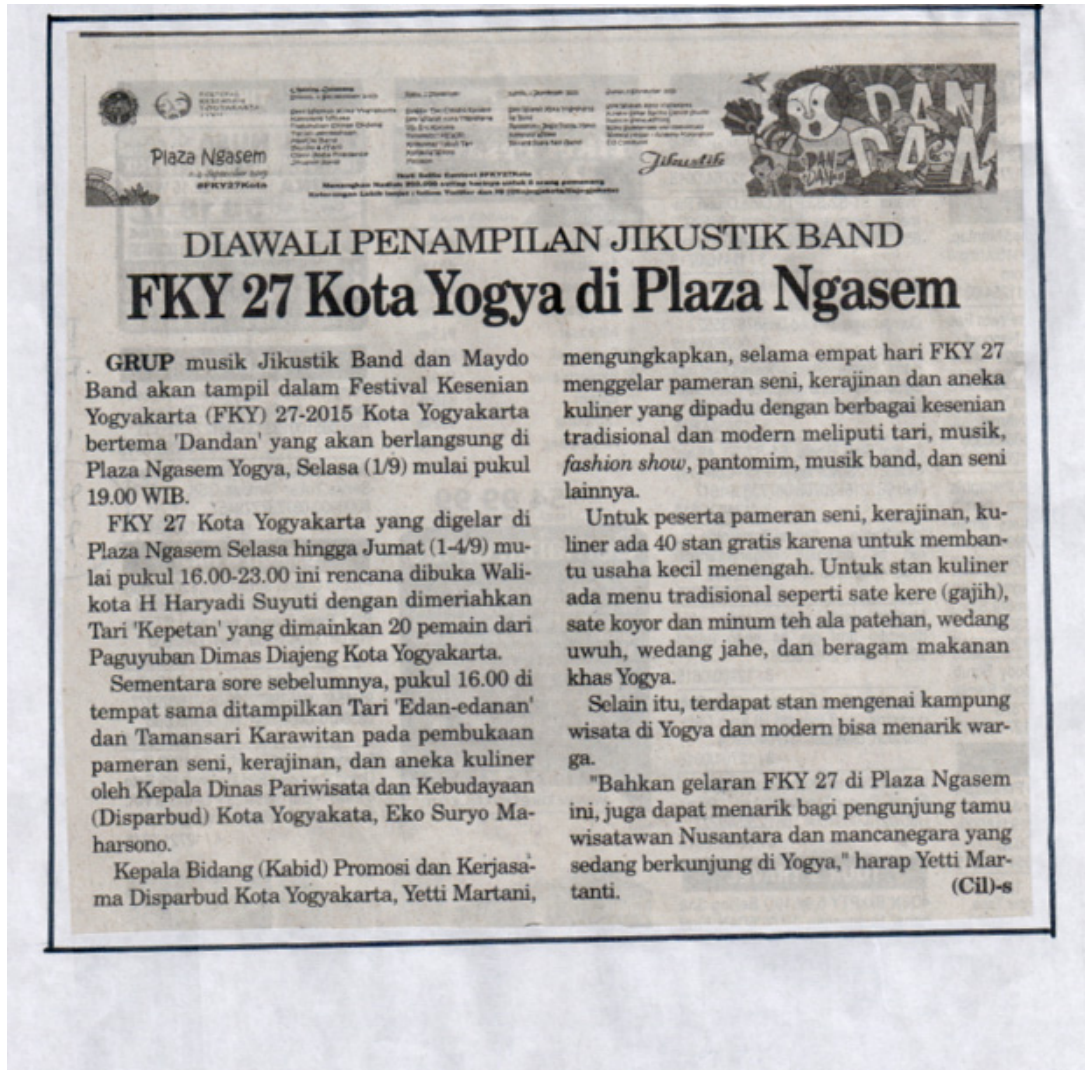 Plaza Ngasem
#FKY27Kota
Jikustik
DAN
DAN
DAN
DAN
DIAWALI PENAMPILAN JIKUSTIK BAND
FKY 27 Kota Yogya di Plaza Ngasem
GRUP musik Jikustik Band dan Maydo
Band akan tampil dalam Festival Kesenian
Yogyakarta (FKY) 27-2015 Kota Yogyakarta
bertema 'Dandan' yang akan berlangsung di
Plaza Ngasem Yogya, Selasa (1/9) mulai pukul
19.00 WIB.
FKY 27 Kota Yogyakarta yang digelar di
Plaza Ngasem Selasa hingga Jumat (1-4/9) mu-
lai pukul 16.00-23.00 ini rencana dibuka Wali-
kota H Haryadi Suyuti dengan dimeriahkan
Tari 'Kepetan' yang dimainkan 20 pemain dari
Paguyuban Dimas Diajeng Kota Yogyakarta.
Sementara sore sebelumnya, pukul 16.00 di
tempat sama ditampilkan Tari 'Edan-edanan'
dan Tamansari Karawitan pada pembukaan
pameran seni, kerajinan, dan aneka kuliner
oleh Kepala Dinas Pariwisata dan Kebudayaan
(Disparbud) Kota Yogyakata, Eko Suryo Ma-
harsono.
Kepala Bidang (Kabid) Promosi dan Kerjasa-
ma Disparbud Kota Yogyakarta, Yetti Martani,
mengungkapkan, selama empat hari FKY 27
menggelar pameran seni, kerajinan dan aneka
kuliner yang dipadu dengan berbagai kesenian
tradisional dan modern meliputi tari, musik,
fashion show, pantomim, musik band, dan seni
lainnya.
Untuk peserta pameran seni, kerajinan, ku-
liner ada 40 stan gratis karena untuk memban-
tu usaha kecil menengah. Untuk stan kuliner
ada menu tradisional seperti sate kere (gajih),
sate koyor dan minum teh ala patehan, wedang
uwuh, wedang jahe, dan beragam makanan
khas Yogya.
Selain itu, terdapat stan mengenai kampung
wisata di Yogya dan modern bisa menarik war-
ga.
"Bahkan gelaran FKY 27 di Plaza Ngasem
ini, juga dapat menarik bagi pengunjung tamu
wisatawan Nusantara dan mancanegara yang
sedang berkunjung di Yogya," harap Yetti Mar-
tanti. (Cil)-s